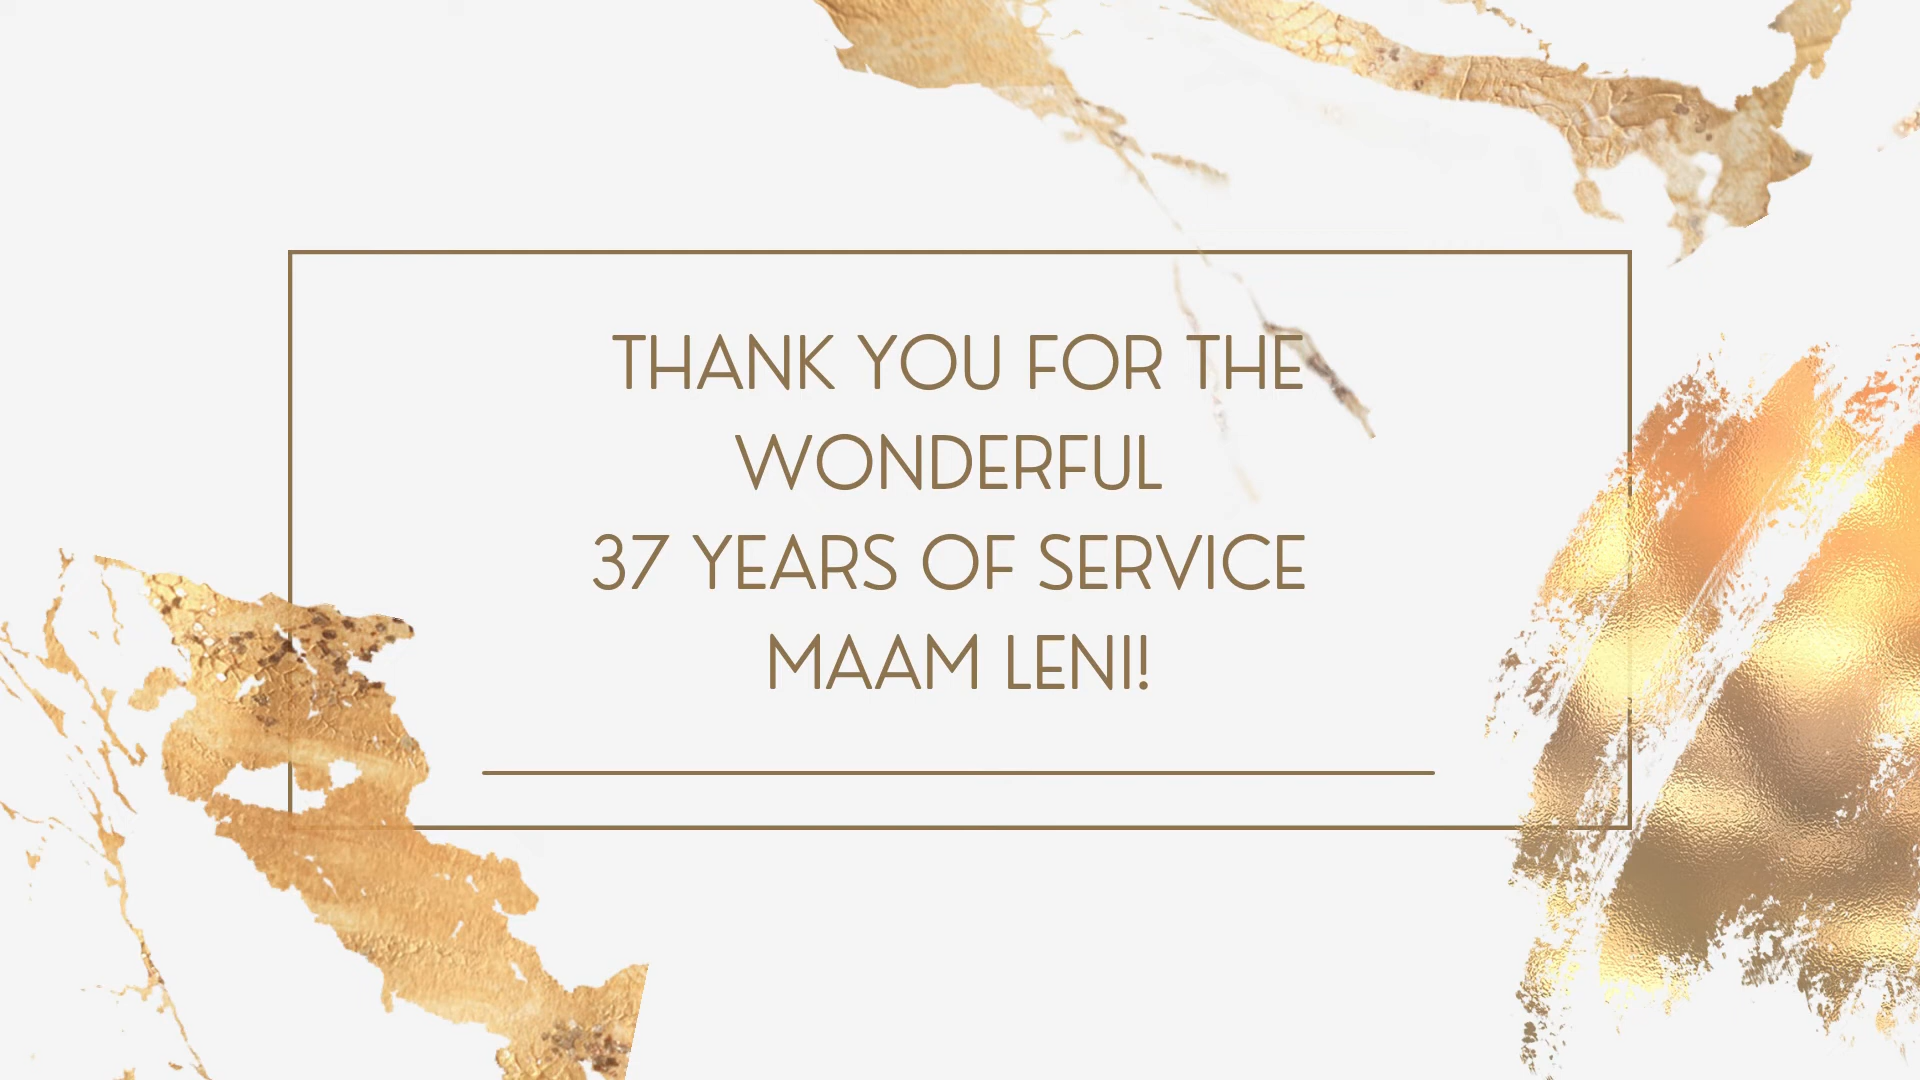 THANK YOU FOR THE
WONDERFUL
37 YEARS OF SERVICE
MAAM LENI!